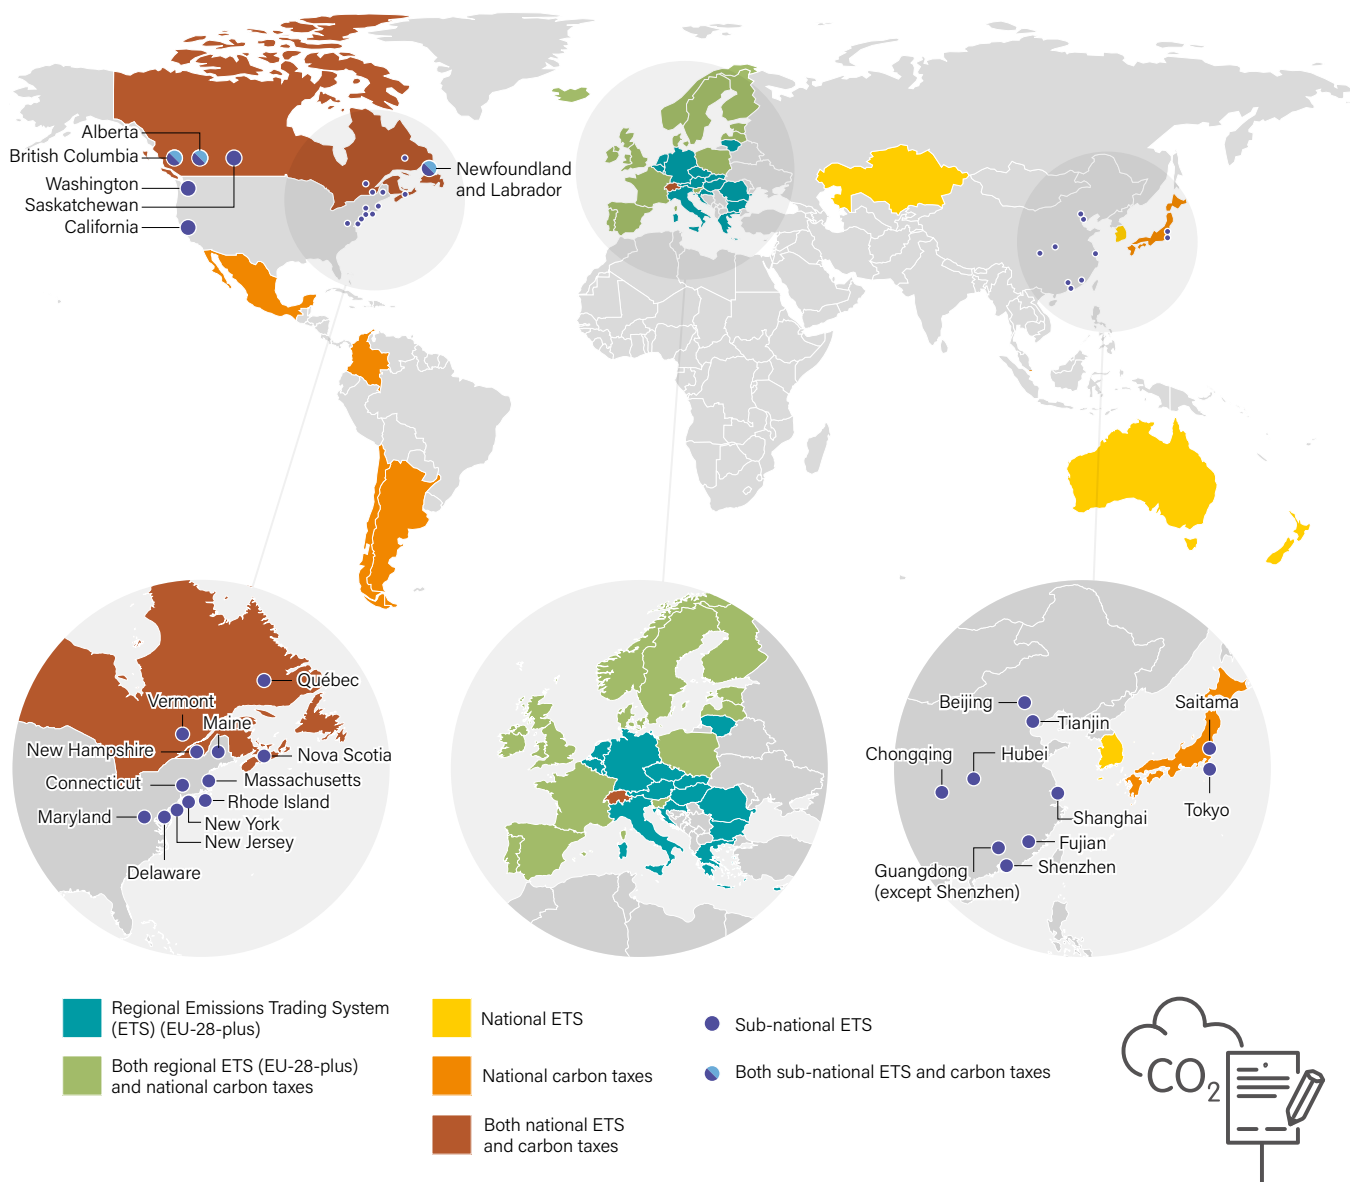 Alberta
British Columbia
Washington
Saskatchewan
California
Newfoundland
and Labrador
Québec
Vermont
Maine
New Hampshire
Nova Scotia
Connecticut
Massachusetts
Rhode Island
Maryland
New York
New Jersey
Delaware
Beijing
Saitama
Tianjin
Chongqing
Hubei
Tokyo
Shanghai
Fujian
Guangdong
(except Shenzhen)
Shenzhen
Regional Emissions Trading System
(ETS) (EU-28-plus)
Both regional ETS (EU-28-plus)
and national carbon taxes
National ETS
National carbon taxes
Both national ETS
and carbon taxes
Sub-national ETS
Both sub-national ETS and carbon taxes
CO2